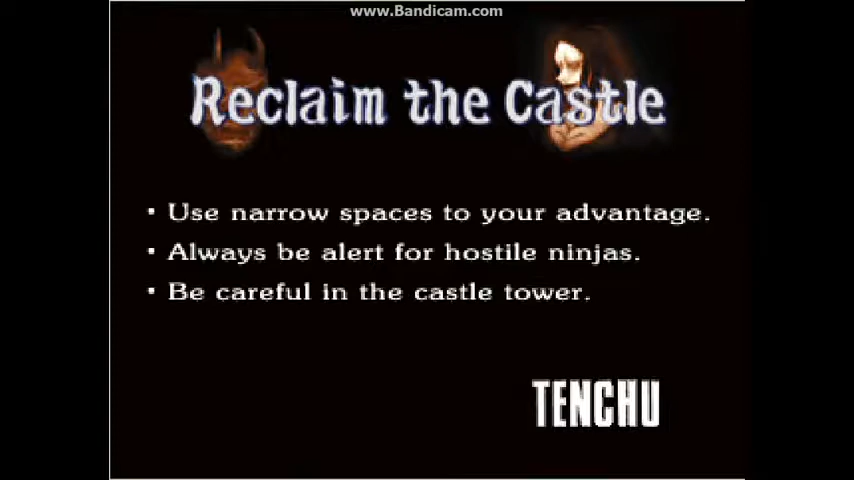 www.Bandicam.com
Reclaim the Castle
• Use narrow spaces to your advantage.
• Always be alert for hostile ninjas.
• Be careful in the castle tower.
TENCHU